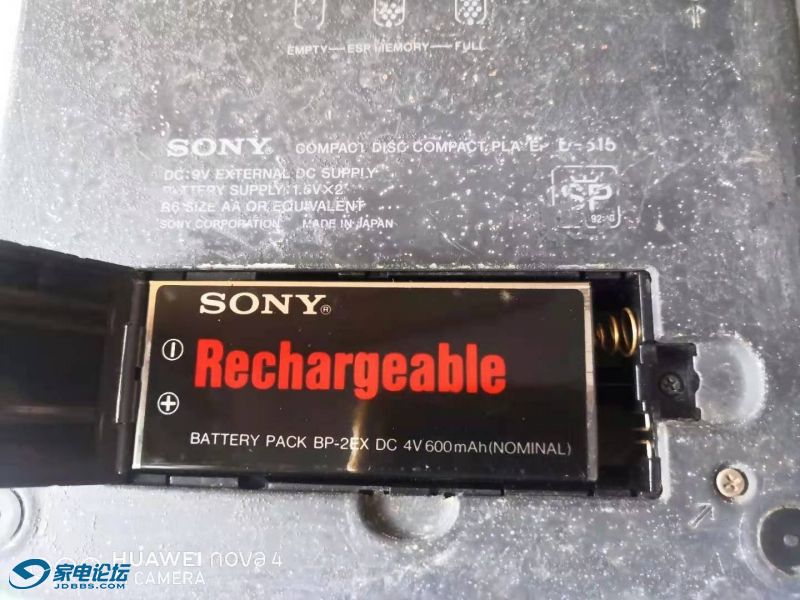 EMPTY—ESP MEMORY—FULL
SONY® COMPACT DISC COMPACT PLAYER D-515
DC:9V EXTERNAL DC SUPPLY
BATTERY SUPPLY:1.5V×2
R6 SIZE AA OR EQUIVALENT
SONY CORPORATION MADE IN JAPAN
SP
SONY®
Rechargeable
BATTERY PACK BP-2EX DC 4V 600mAh(NOMINAL)
HUAWEI nova 4
CAMERA
家电论坛
JDBBS.COM